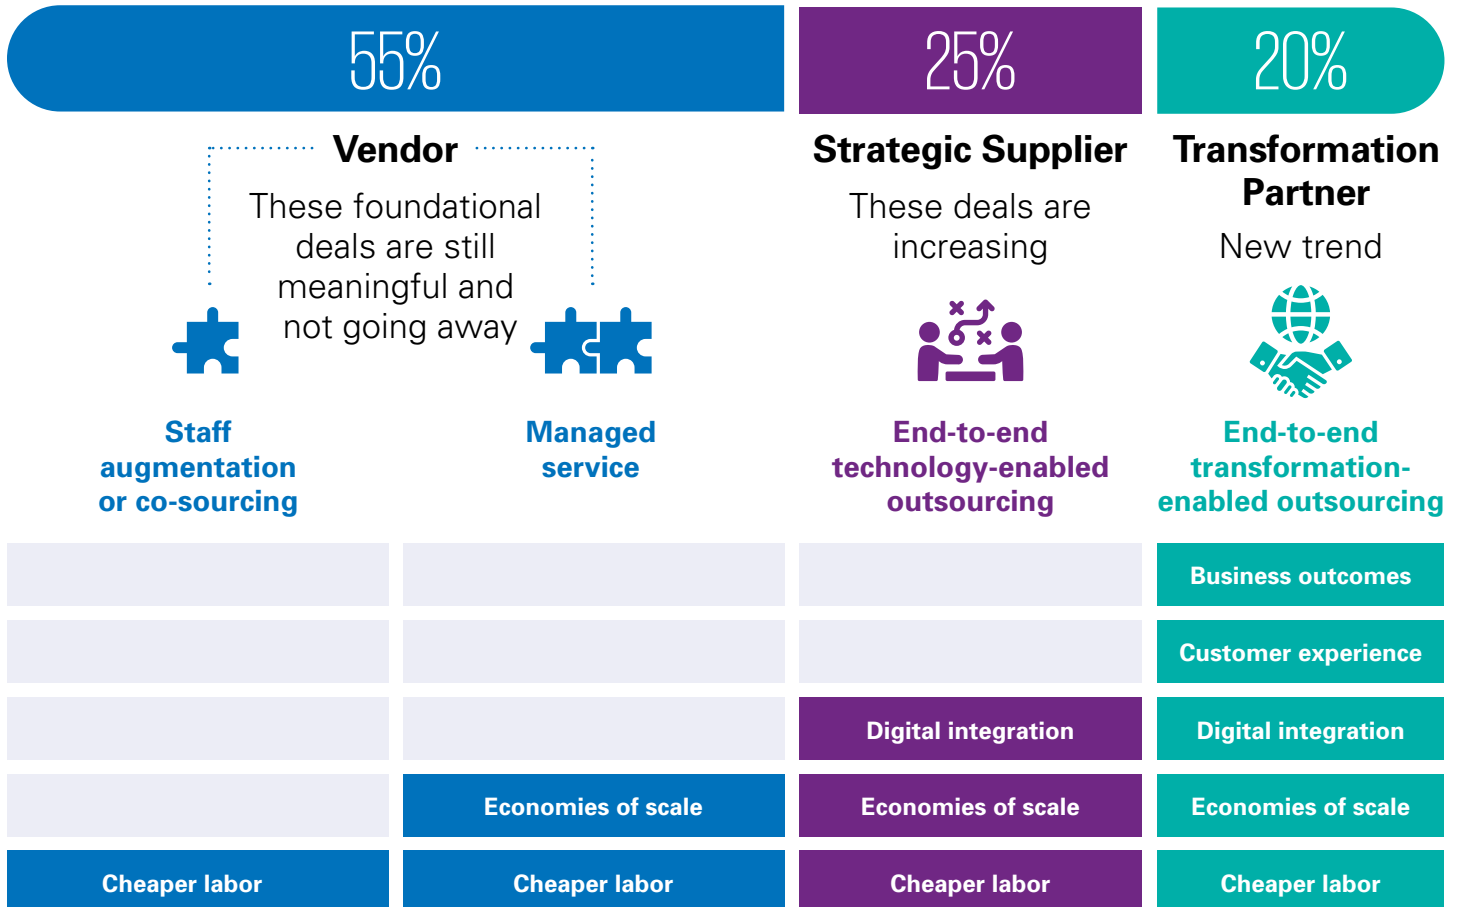 55%
25%
20%
Vendor
These foundational
deals are still
meaningful and
not going away
Strategic Supplier
These deals are
increasing
Transformation
Partner
New trend
Staff
augmentation
or co-sourcing
Managed
service
End-to-end
technology-enabled
outsourcing
End-to-end
transformation-
enabled outsourcing
Business outcomes
Customer experience
Digital integration
Digital integration
Economies of scale
Economies of scale
Economies of scale
Cheaper labor
Cheaper labor
Cheaper labor
Cheaper labor